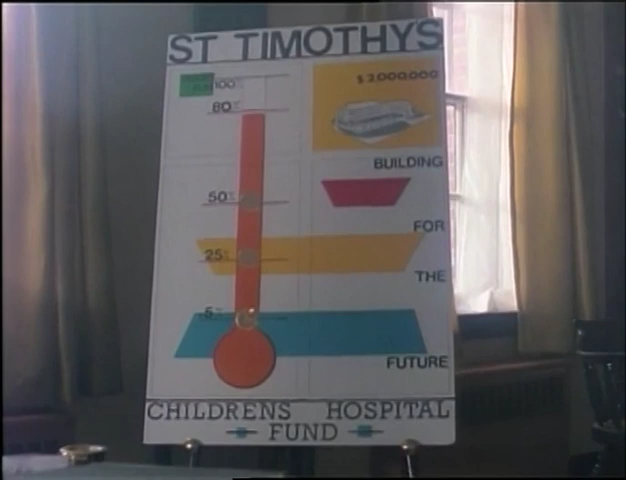 ST TIMOTHYS
100%
$2,000,000
80%
BUILDING
50%
FOR
25%
THE
5%
FUTURE
CHILDRENS HOSPITAL
FUND